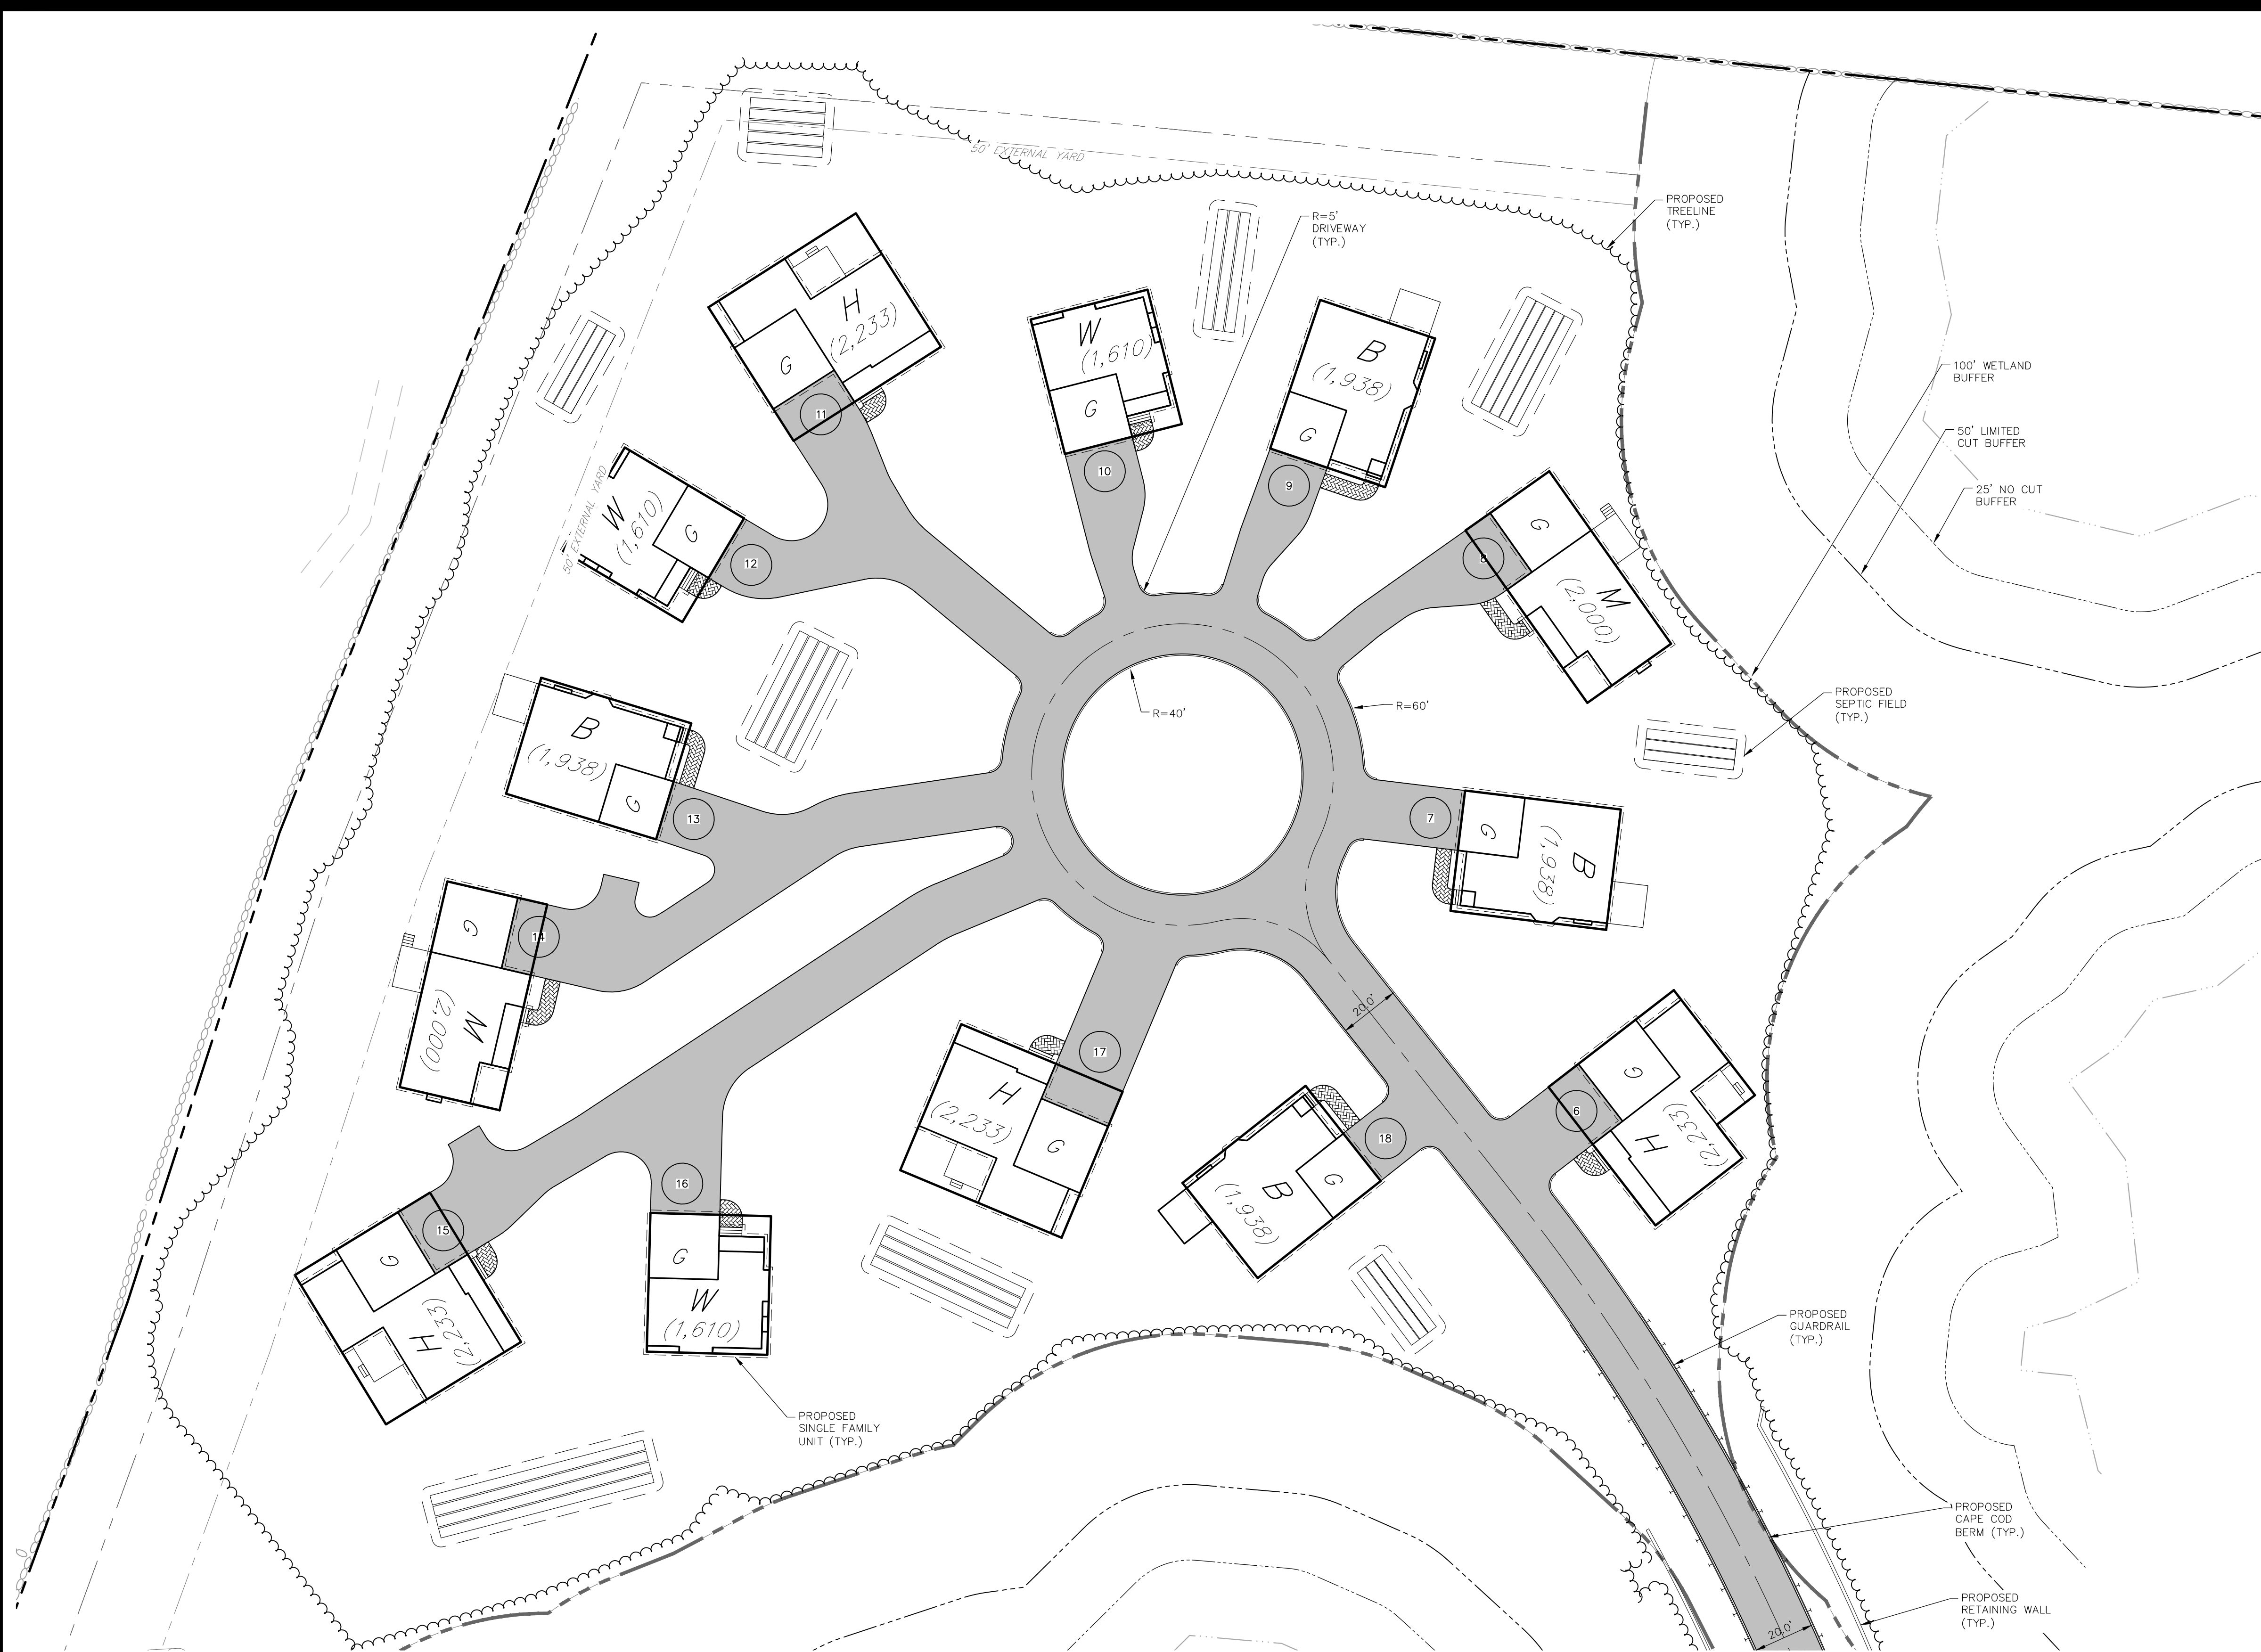 50' EXTERNAL YARD
R=5'
DRIVEWAY
(TYP.)
PROPOSED
TREELINE
(TYP.)
H
(2,233)
G
11
W
(1,610)
G
10
B
(1,938)
G
9
100' WETLAND
BUFFER
50' LIMITED
CUT BUFFER
25' NO CUT
BUFFER
50' EXTERNAL YARD
W
(1,610)
G
12
G
8
M
(2,000)
B
(1,938)
G
13
R=40'
R=60'
PROPOSED
SEPTIC FIELD
(TYP.)
7
G
B
(1,938)
G
14
M
(2,000)
20.0'
17
H
(2,233)
G
G
6
H
(2,233)
18
B
(1,938)
G
16
G
W
(1,610)
15
G
H
(2,233)
PROPOSED
GUARDRAIL
(TYP.)
PROPOSED
SINGLE FAMILY
UNIT (TYP.)
PROPOSED
CAPE COD
BERM (TYP.)
PROPOSED
RETAINING WALL
(TYP.)
20.0'